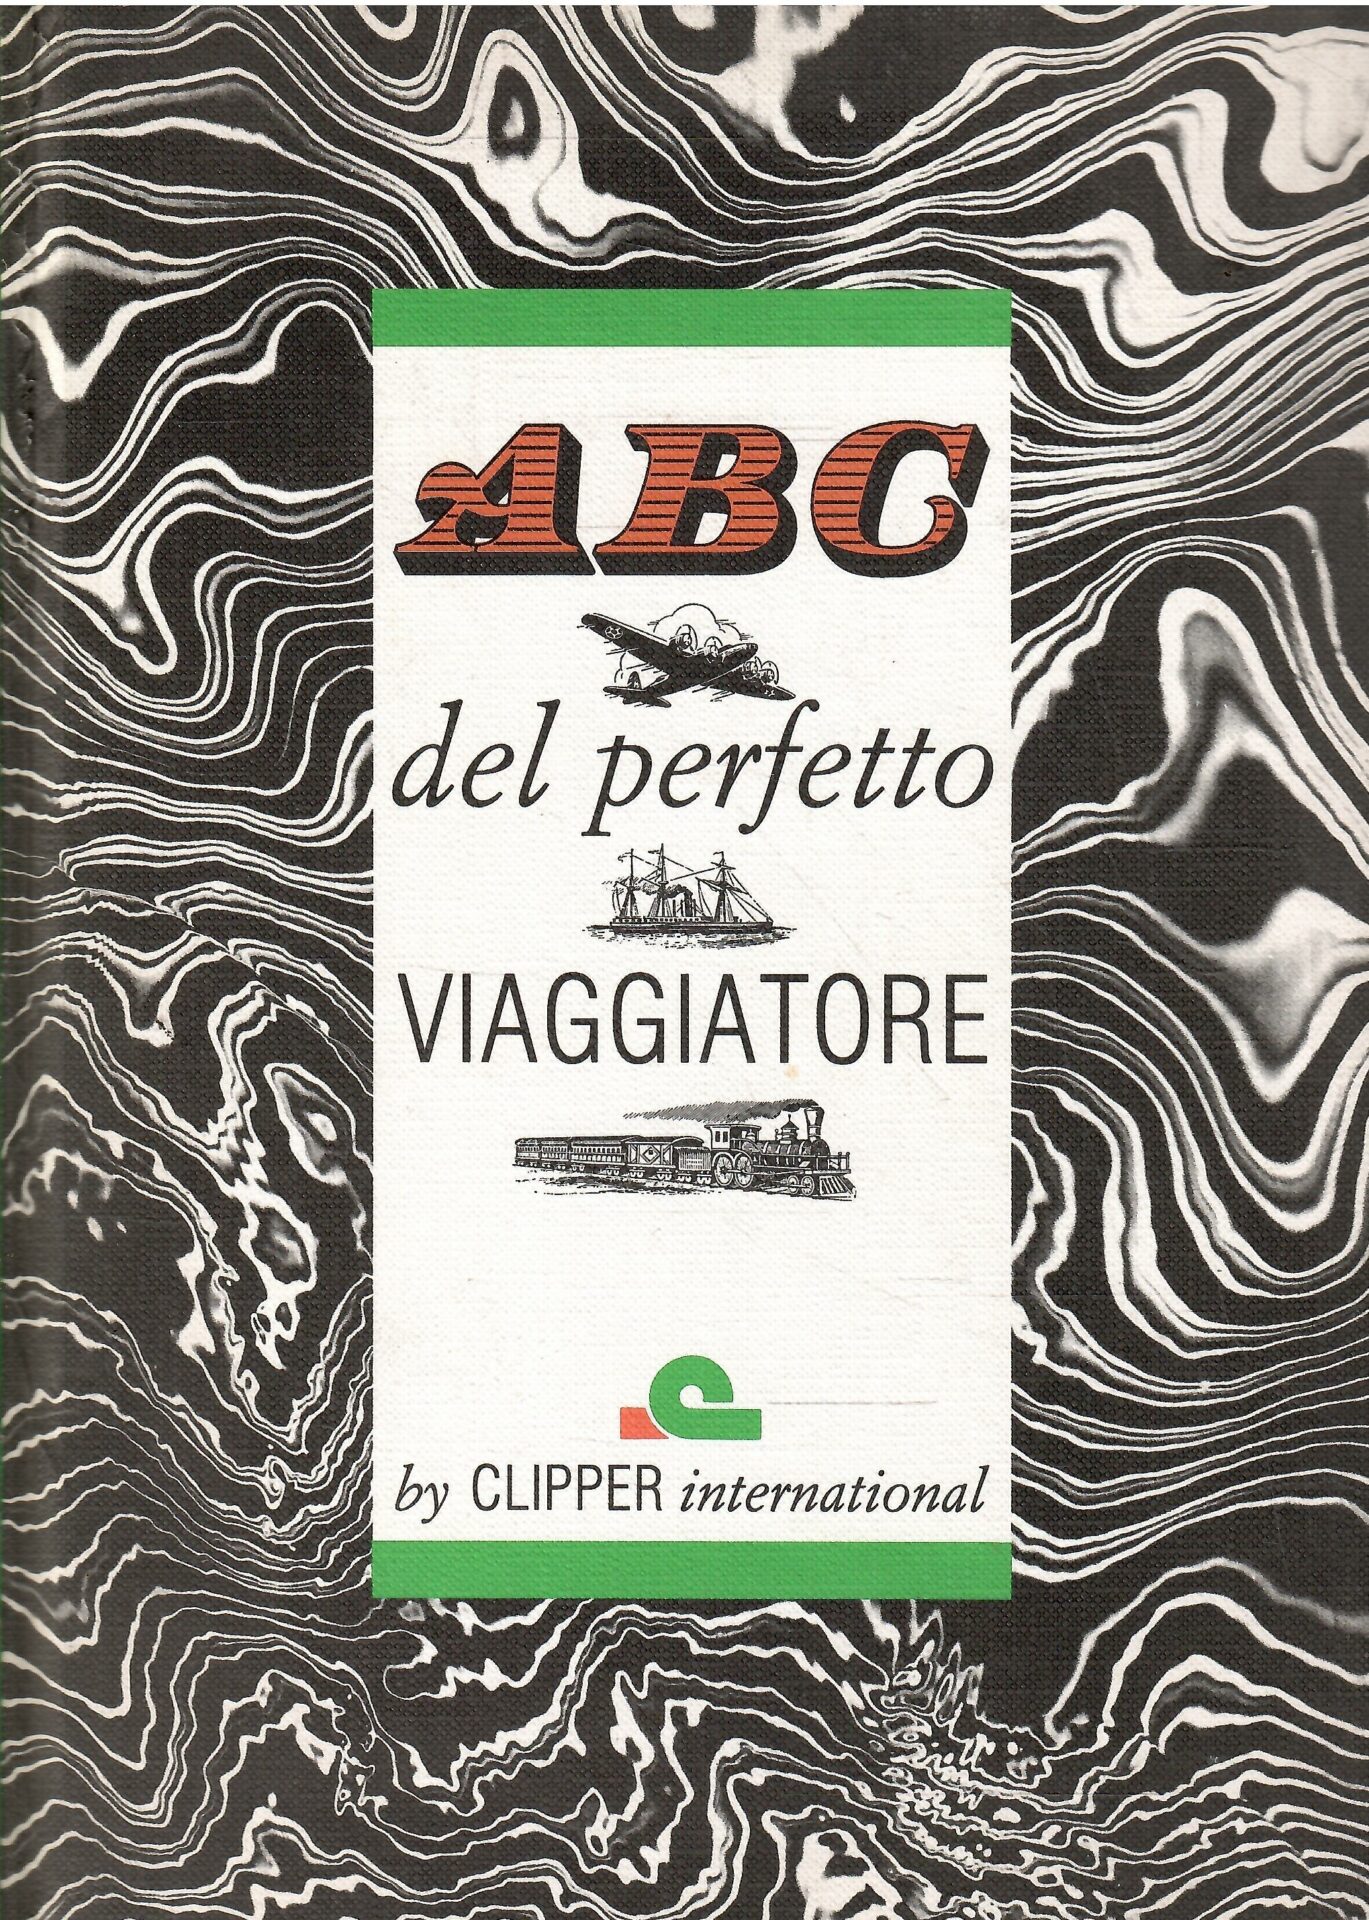 ABC
del perfetto
VIAGGIATORE
by CLIPPER international